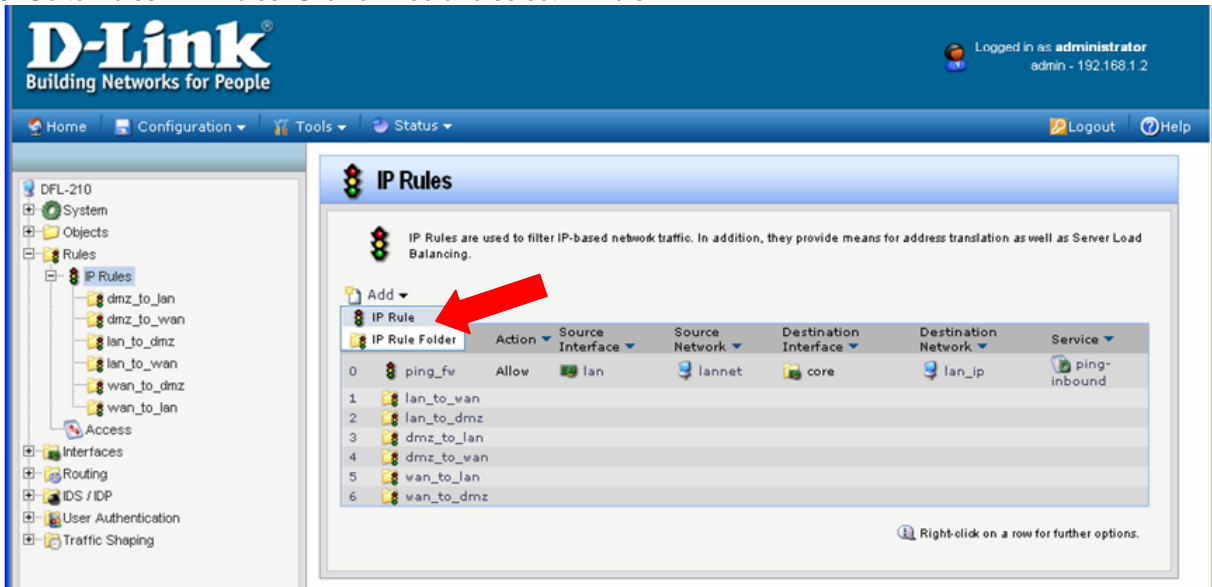 D-Link®
Building Networks for People
Logged in as administrator
admin - 192.168.1.2
Home Configuration Tools Status Logout Help
DFL-210
System
Objects
Rules
IP Rules
dmz_to_lan
dmz_to_wan
lan_to_dmz
lan_to_wan
wan_to_dmz
wan_to_lan
Access
Interfaces
Routing
IDS / IDP
User Authentication
Traffic Shaping
IP Rules
IP Rules are used to filter IP-based network traffic. In addition, they provide means for address translation as well as Server Load
Balancing.
Add
IP Rule
IP Rule Folder
Action Source Interface Source Network Destination Interface Destination Network Service
0 ping_fw Allow lan lannet core lan_ip ping-inbound
1 lan_to_wan
2 lan_to_dmz
3 dmz_to_lan
4 dmz_to_wan
5 wan_to_lan
6 wan_to_dmz
Right-click on a row for further options.